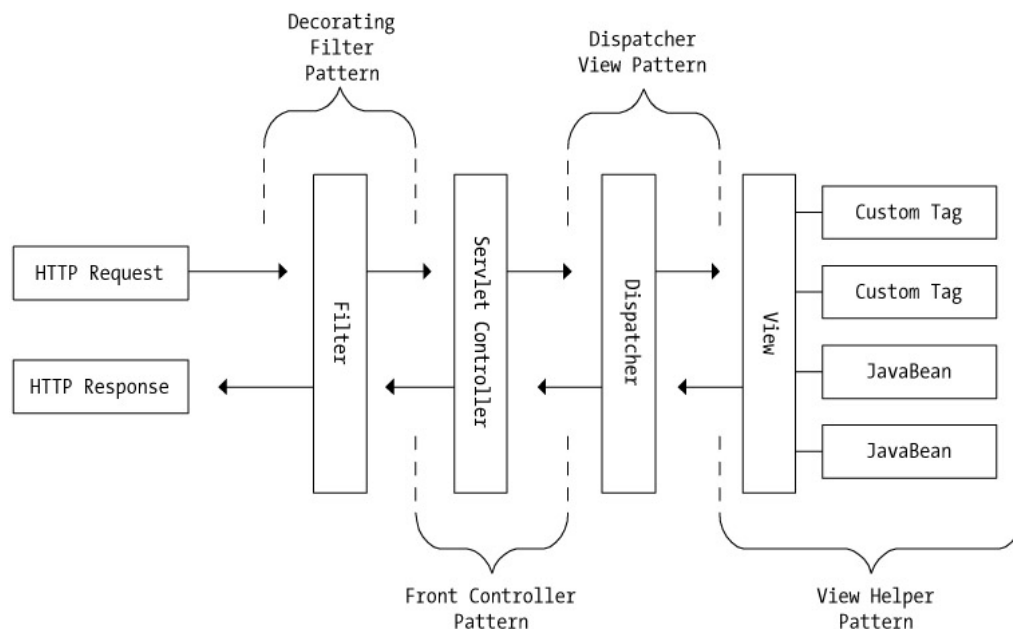 Decorating
Filter
Pattern
Dispatcher
View Pattern
HTTP Request
HTTP Response
Filter
Servlet Controller
Dispatcher
View
Custom Tag
Custom Tag
JavaBean
JavaBean
Front Controller
Pattern
View Helper
Pattern